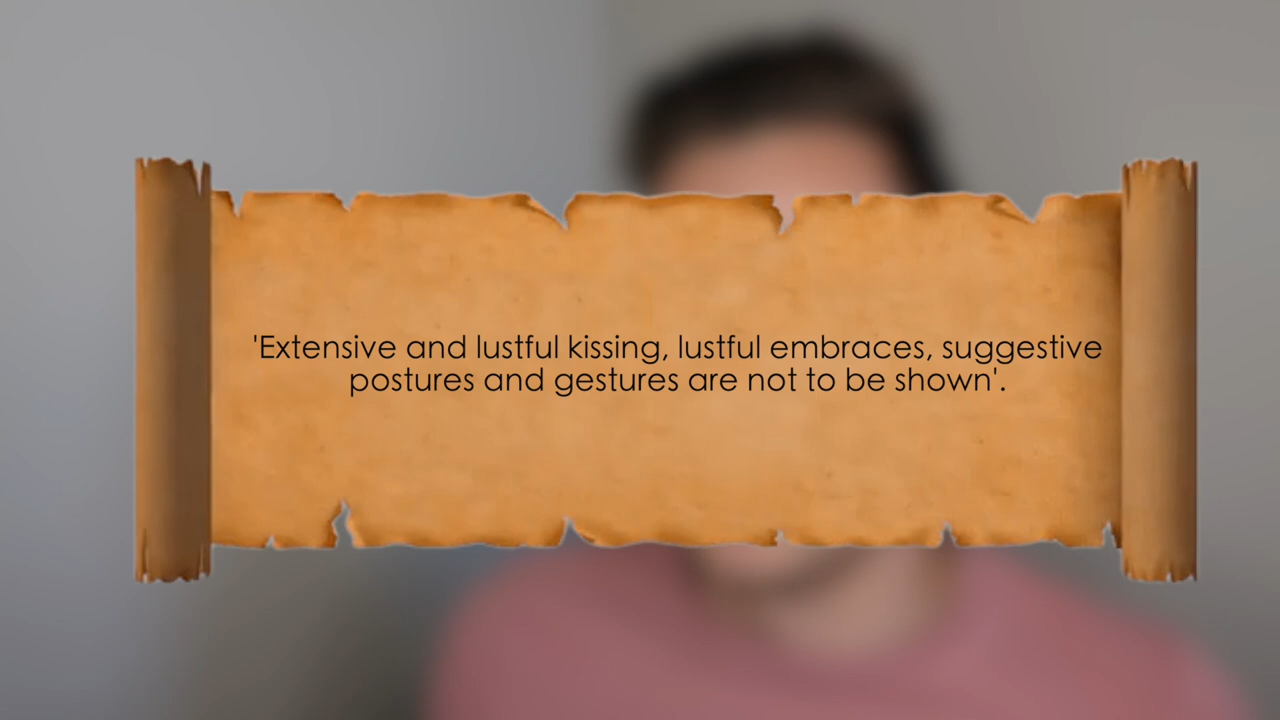 'Extensive and lustful kissing, lustful embraces, suggestive
postures and gestures are not to be shown'.